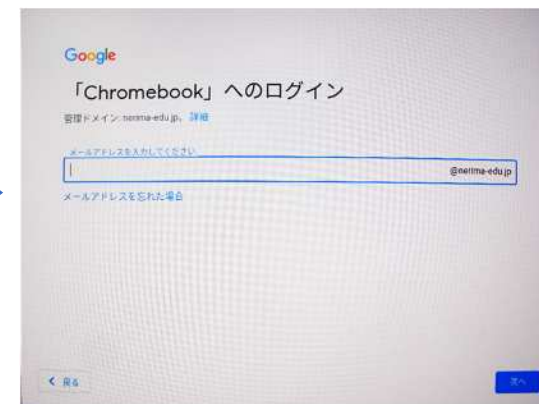 Google
「Chromebook」へのログイン
管理ドメイン: nerima-edu.jp。 詳細
メールアドレスを入力してください
@nerima-edu.jp
メールアドレスを忘れた場合
戻る
次へ